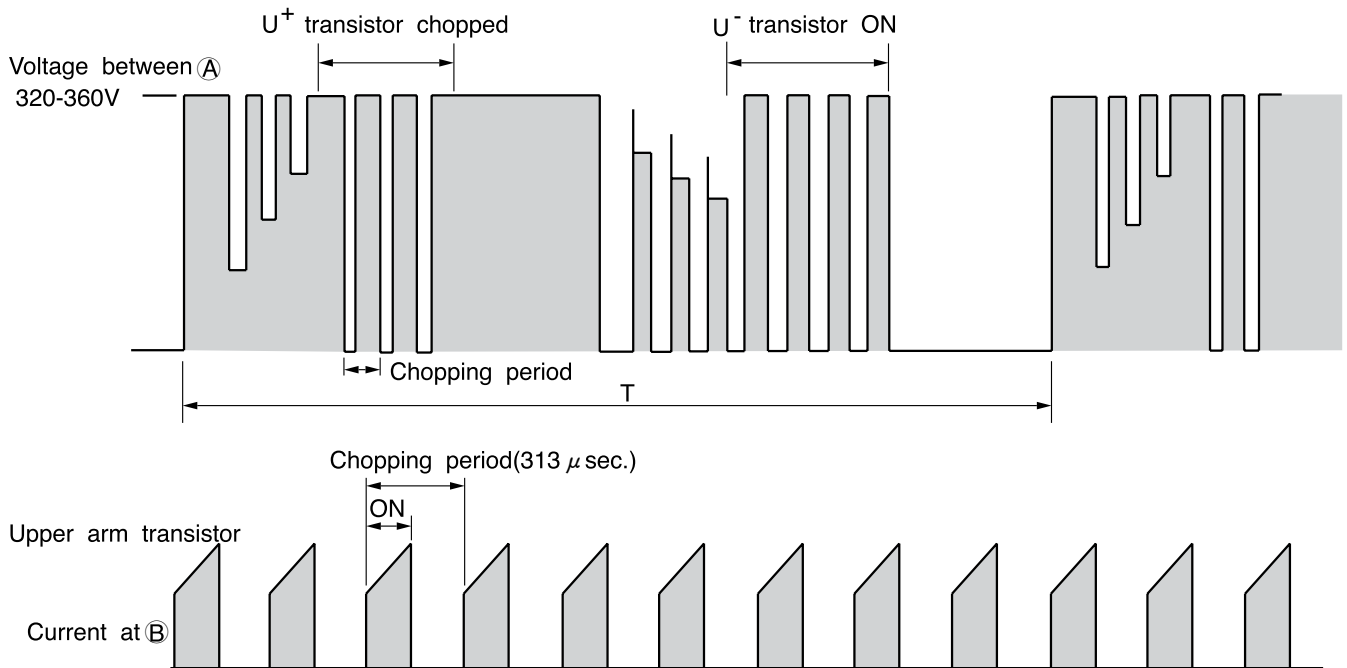 U+ transistor chopped
U- transistor ON
Voltage between Ⓐ
320-360V
Chopping period
T
Chopping period(313 μ sec.)
ON
Upper arm transistor
Current at Ⓑ